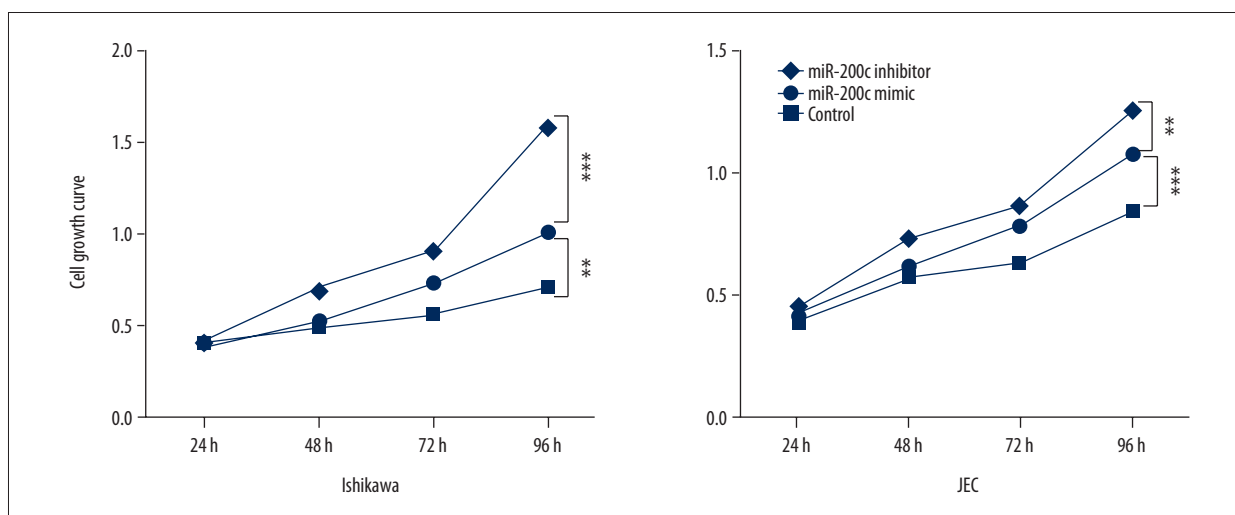 Cell growth curve
2.0
1.5
1.0
0.5
0.0
24 h 48 h 72 h 96 h
Ishikawa
***
**
1.5
1.0
0.5
0.0
miR-200c inhibitor
miR-200c mimic
Control
**
***
24 h 48 h 72 h 96 h
JEC